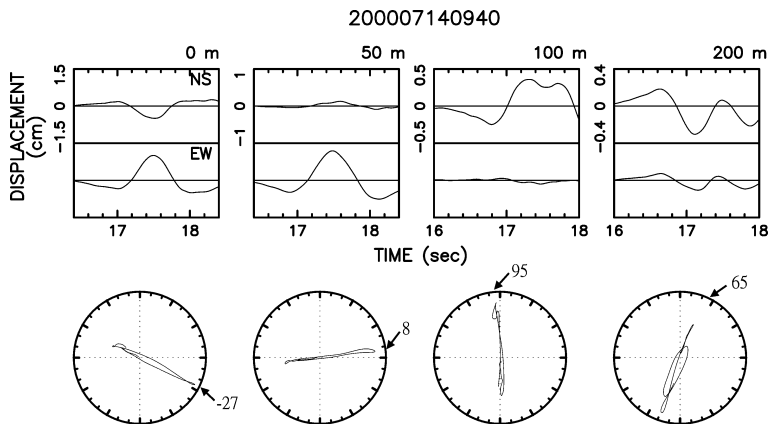 200007140940
0 m 50 m 100 m 200 m
DISPLACEMENT (cm)
1.5 0 -1.5 NS EW
1 0 -1
0.5 0 -0.5
0.4 0 -0.4
17 18 17 18 16 17 18 16 17 18
TIME (sec)
-27
8
95
65